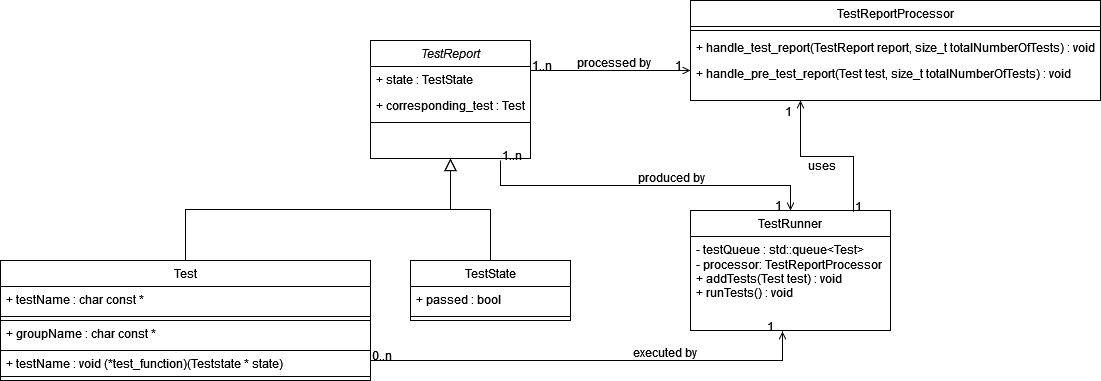 TestReportProcessor
+ handle_test_report(TestReport report, size_t totalNumberOfTests) : void
+ handle_pre_test_report(Test test, size_t totalNumberOfTests) : void
TestReport
+ state : TestState
+ corresponding_test : Test
1..n
processed by
1
1
uses
1
1..n
produced by
1
TestRunner
- testQueue : std::queue<Test>
- processor: TestReportProcessor
+ addTests(Test test) : void
+ runTests() : void
1
Test
+ testName : char const *
+ groupName : char const *
+ testName : void (*test_function)(Teststate * state)
TestState
+ passed : bool
0..n
executed by